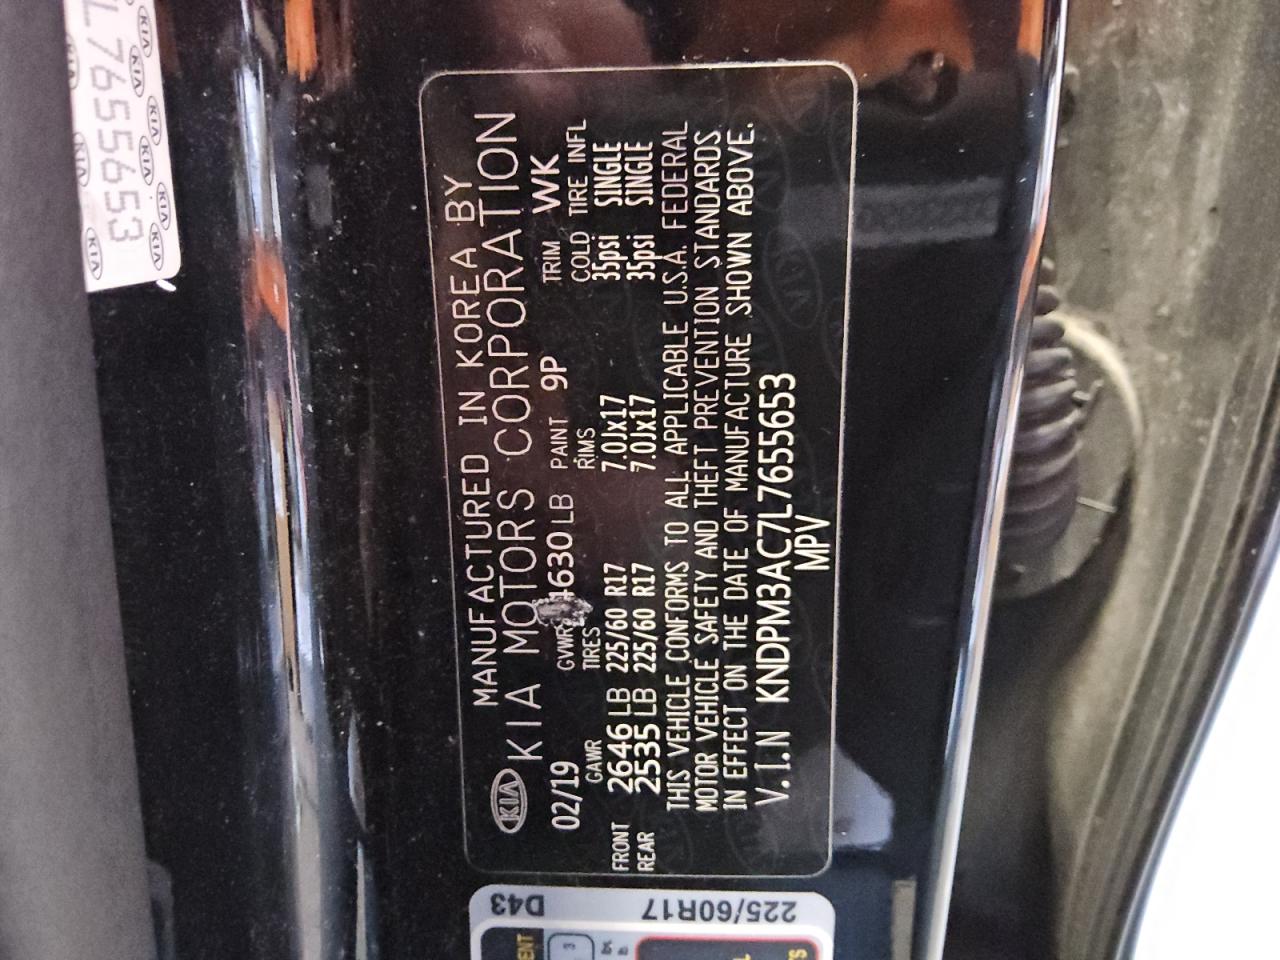 L7655653
KIA
MANUFACTURED IN KOREA BY
KIA MOTORS CORPORATION
02/19 GVWR 4630 LB PAINT 9P TRIM WK
GAWR TIRES RIMS COLD TIRE INFL
FRONT 2646 LB 225/60 R17 7.0Jx17 35psi SINGLE
REAR 2535 LB 225/60 R17 7.0Jx17 35psi SINGLE
THIS VEHICLE CONFORMS TO ALL APPLICABLE U.S.A. FEDERAL
MOTOR VEHICLE SAFETY AND THEFT PREVENTION STANDARDS
IN EFFECT ON THE DATE OF MANUFACTURE SHOWN ABOVE.
V.I.N KNDPM3AC7L7655653
MPV
225/60R17 D43